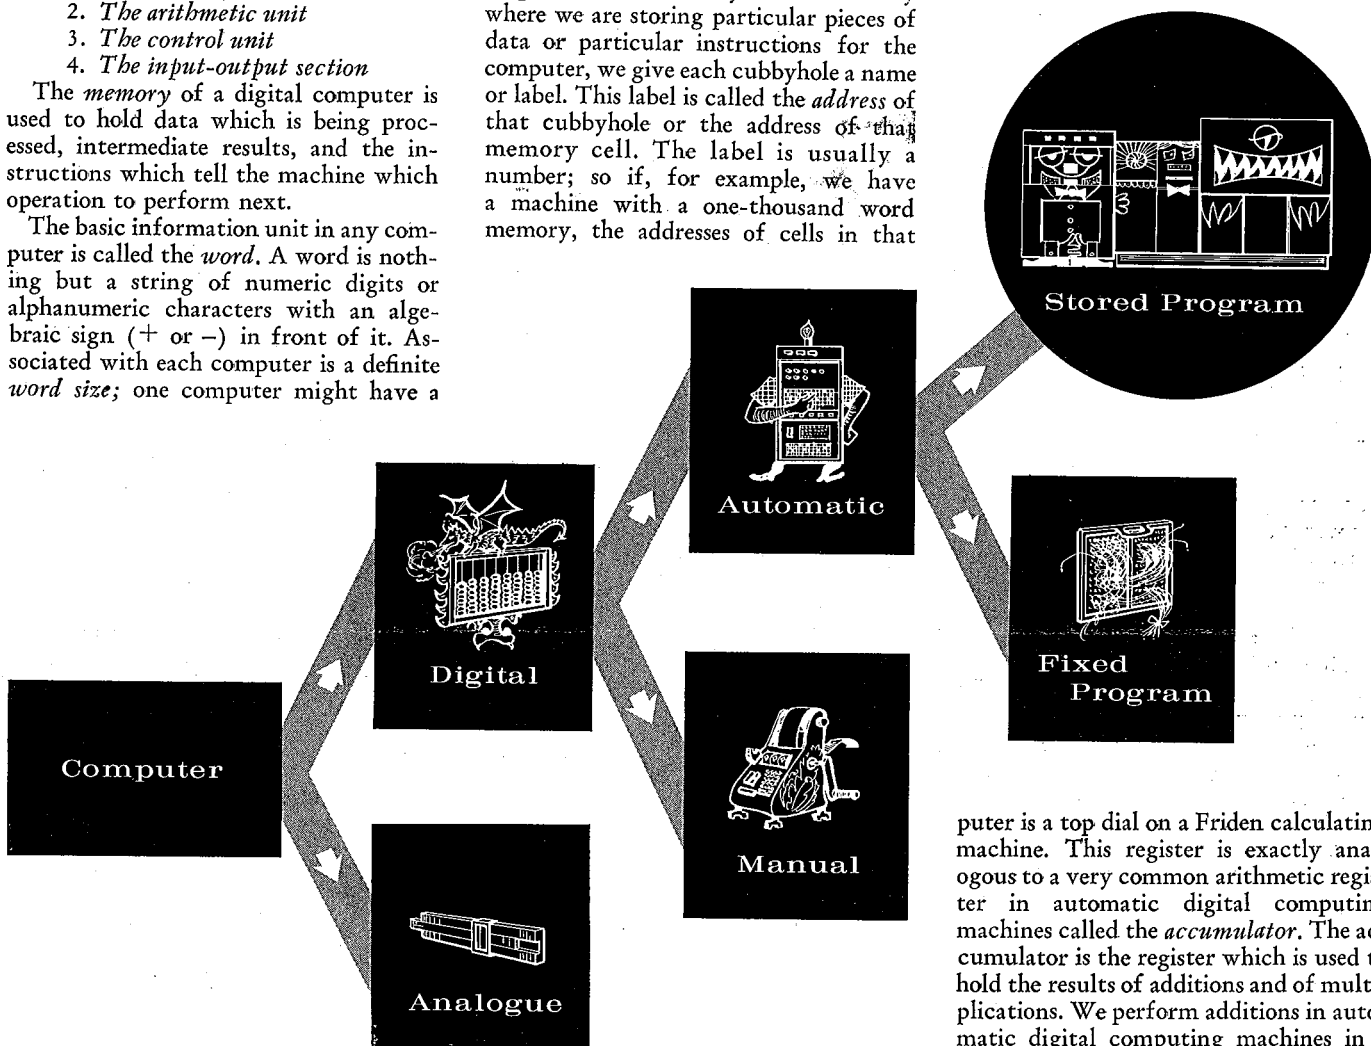 2. The arithmetic unit
3. The control unit
4. The input-output section
The memory of a digital computer is
used to hold data which is being proc-
essed, intermediate results, and the in-
structions which tell the machine which
operation to perform next.
The basic information unit in any com-
puter is called the word. A word is noth-
ing but a string of numeric digits or
alphanumeric characters with an alge-
braic sign (+ or –) in front of it. As-
sociated with each computer is a definite
word size; one computer might have a
where we are storing particular pieces of
data or particular instructions for the
computer, we give each cubbyhole a name
or label. This label is called the address of
that cubbyhole or the address of that
memory cell. The label is usually a
number; so if, for example, we have
a machine with a one-thousand word
memory, the addresses of cells in that
Stored Program
Automatic
Digital
Fixed
Program
Computer
Manual
Analogue
puter is a top dial on a Friden calculatin
machine. This register is exactly ana
ogous to a very common arithmetic regi
ter in automatic digital computin
machines called the accumulator. The ac
cumulator is the register which is used t
hold the results of additions and of mult
plications. We perform additions in auto
matic digital computing machines in